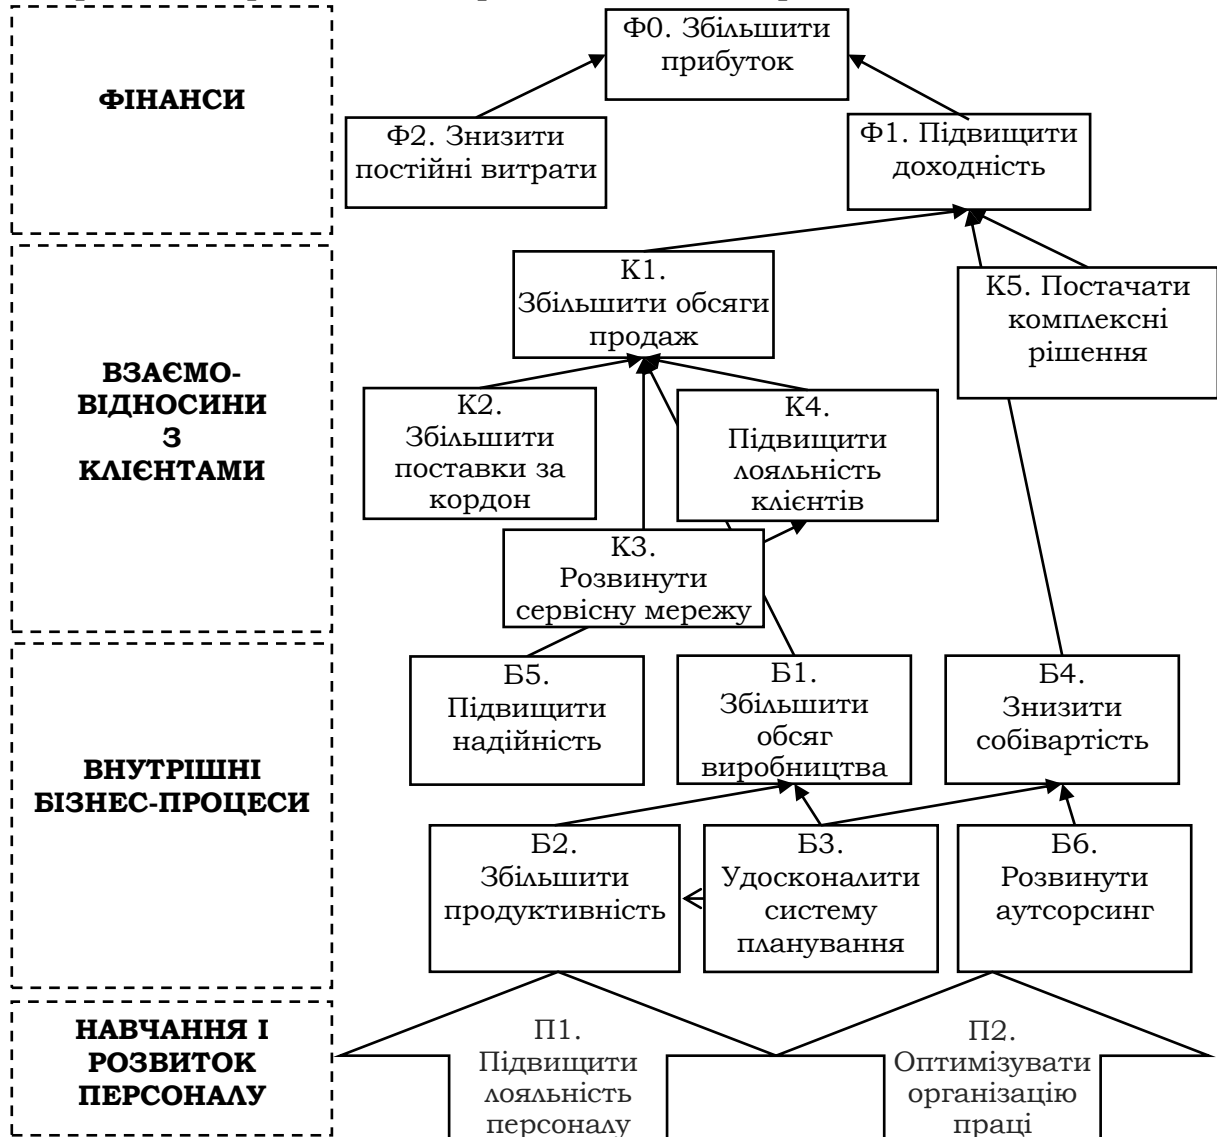 Ф0. Збільшити
прибуток
ФІНАНСИ
Ф2. Знизити
постійні витрати
Ф1. Підвищити
доходність
К1.
Збільшити обсяги
продаж
К5. Постачати
комплексні
рішення
ВЗАЄМО-
ВІДНОСИНИ
З
КЛІЄНТАМИ
К2.
Збільшити
поставки за
кордон
К4.
Підвищити
лояльність
клієнтів
К3.
Розвинути
сервісну мережу
Б5.
Підвищити
надійність
Б1.
Збільшити
обсяг
виробництва
Б4.
Знизити
собівартість
ВНУТРІШНІ
БІЗНЕС-ПРОЦЕСИ
Б2.
Збільшити
продуктивність
Б3.
Удосконалити
систему
планування
Б6.
Розвинути
аутсорсинг
НАВЧАННЯ І
РОЗВИТОК
ПЕРСОНАЛУ
П1.
Підвищити
лояльність
персоналу
П2.
Оптимізувати
організацію
праці